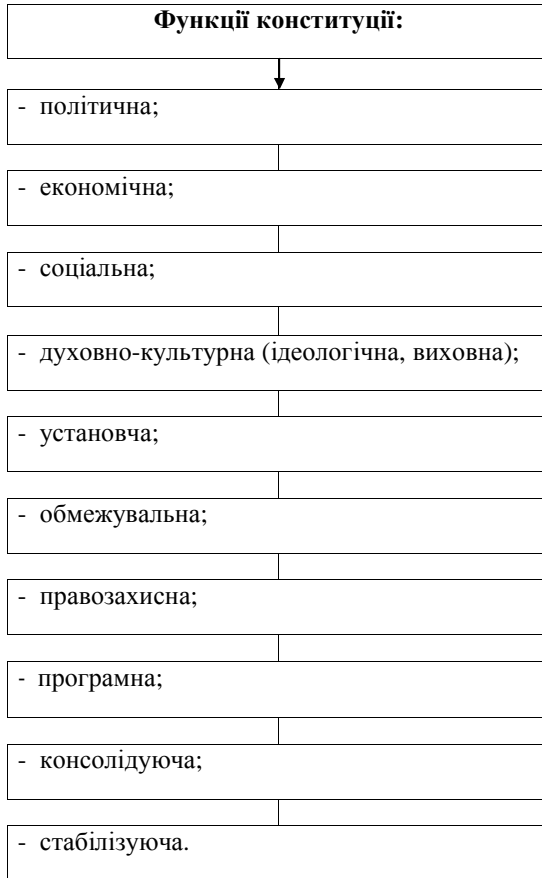 Функції конституції:
- політична;
- економічна;
- соціальна;
- духовно-культурна (ідеологічна, виховна);
- установча;
- обмежувальна;
- правозахисна;
- програмна;
- консолідуюча;
- стабілізуюча.